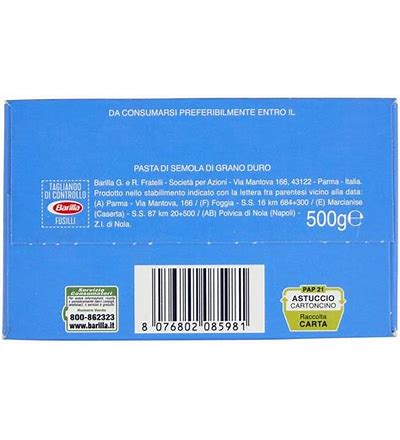 DA CONSUMARSI PREFERIBILMENTE ENTRO IL
PASTA DI SEMOLA DI GRANO DURO
TAGLIANDO
DI CONTROLLO
Barilla
FUSILLI
Barilla G. e R. Fratelli - Società per Azioni - Via Mantova, 166, 43122 - Parma - Italia.
Prodotto nello stabilimento indicato con la lettera fra parentesi vicino alla data:
(A) Parma - Via Mantova, 166 / (F) Foggia - S.S. 16 km 684+300 / (E) Marcianise
(Caserta) - S.S. 87 km 20+500 / (AB) Polvica di Nola (Napoli) -
Z.I. di Nola.
500g℮
Servizio
Consumatori
Numero Verde
800-862323
www.barilla.it
8 076802 085981
PAP 21
ASTUCCIO
CARTONCINO
Raccolta
CARTA